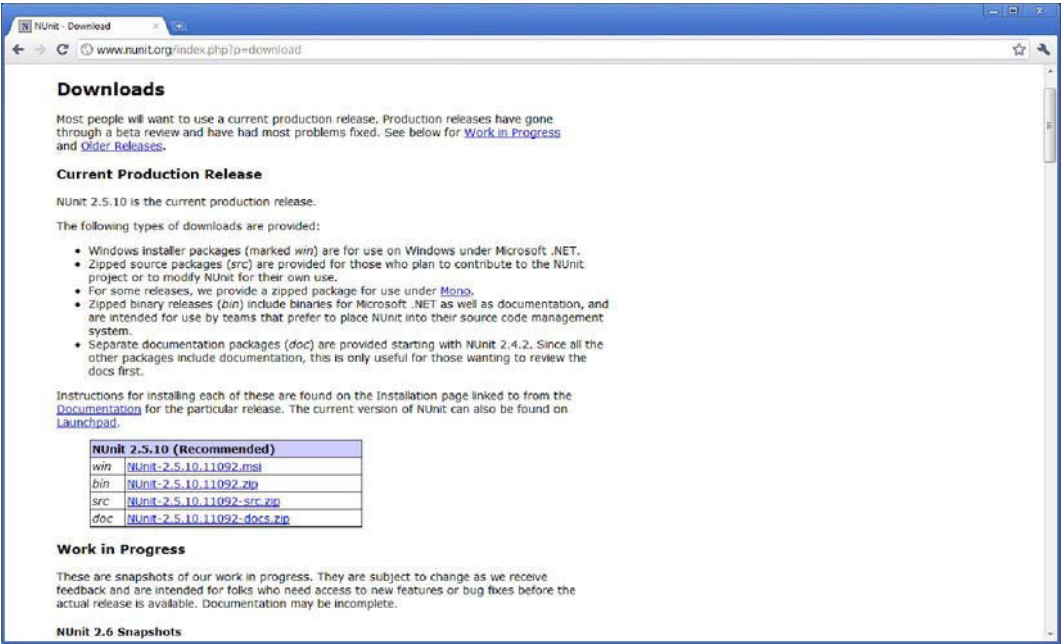 NUnit - Download
www.nunit.org/index.php?p=download
Downloads
Most people will want to use a current production release. Production releases have gone
through a beta review and have had most problems fixed. See below for Work in Progress
and Older Releases.
Current Production Release
NUnit 2.5.10 is the current production release.
The following types of downloads are provided:
• Windows installer packages (marked win) are for use on Windows under Microsoft .NET.
• Zipped source packages (src) are provided for those who plan to contribute to the NUnit
project or to modify NUnit for their own use.
• For some releases, we provide a zipped package for use under Mono.
• Zipped binary releases (bin) include binaries for Microsoft .NET as well as documentation, and
are intended for use by teams that prefer to place NUnit into their source code management
system.
• Separate documentation packages (doc) are provided starting with NUnit 2.4.2. Since all the
other packages include documentation, this is only useful for those wanting to review the
docs first.
Instructions for installing each of these are found on the Installation page linked to from the
Documentation for the particular release. The current version of NUnit can also be found on
Launchpad.
NUnit 2.5.10 (Recommended)
win NUnit-2.5.10.11092.msi
bin NUnit-2.5.10.11092.zip
src NUnit-2.5.10.11092-src.zip
doc NUnit-2.5.10.11092-docs.zip
Work in Progress
These are snapshots of our work in progress. They are subject to change as we receive
feedback and are intended for folks who need access to new features or bug fixes before the
actual release is available. Documentation may be incomplete.
NUnit 2.6 Snapshots